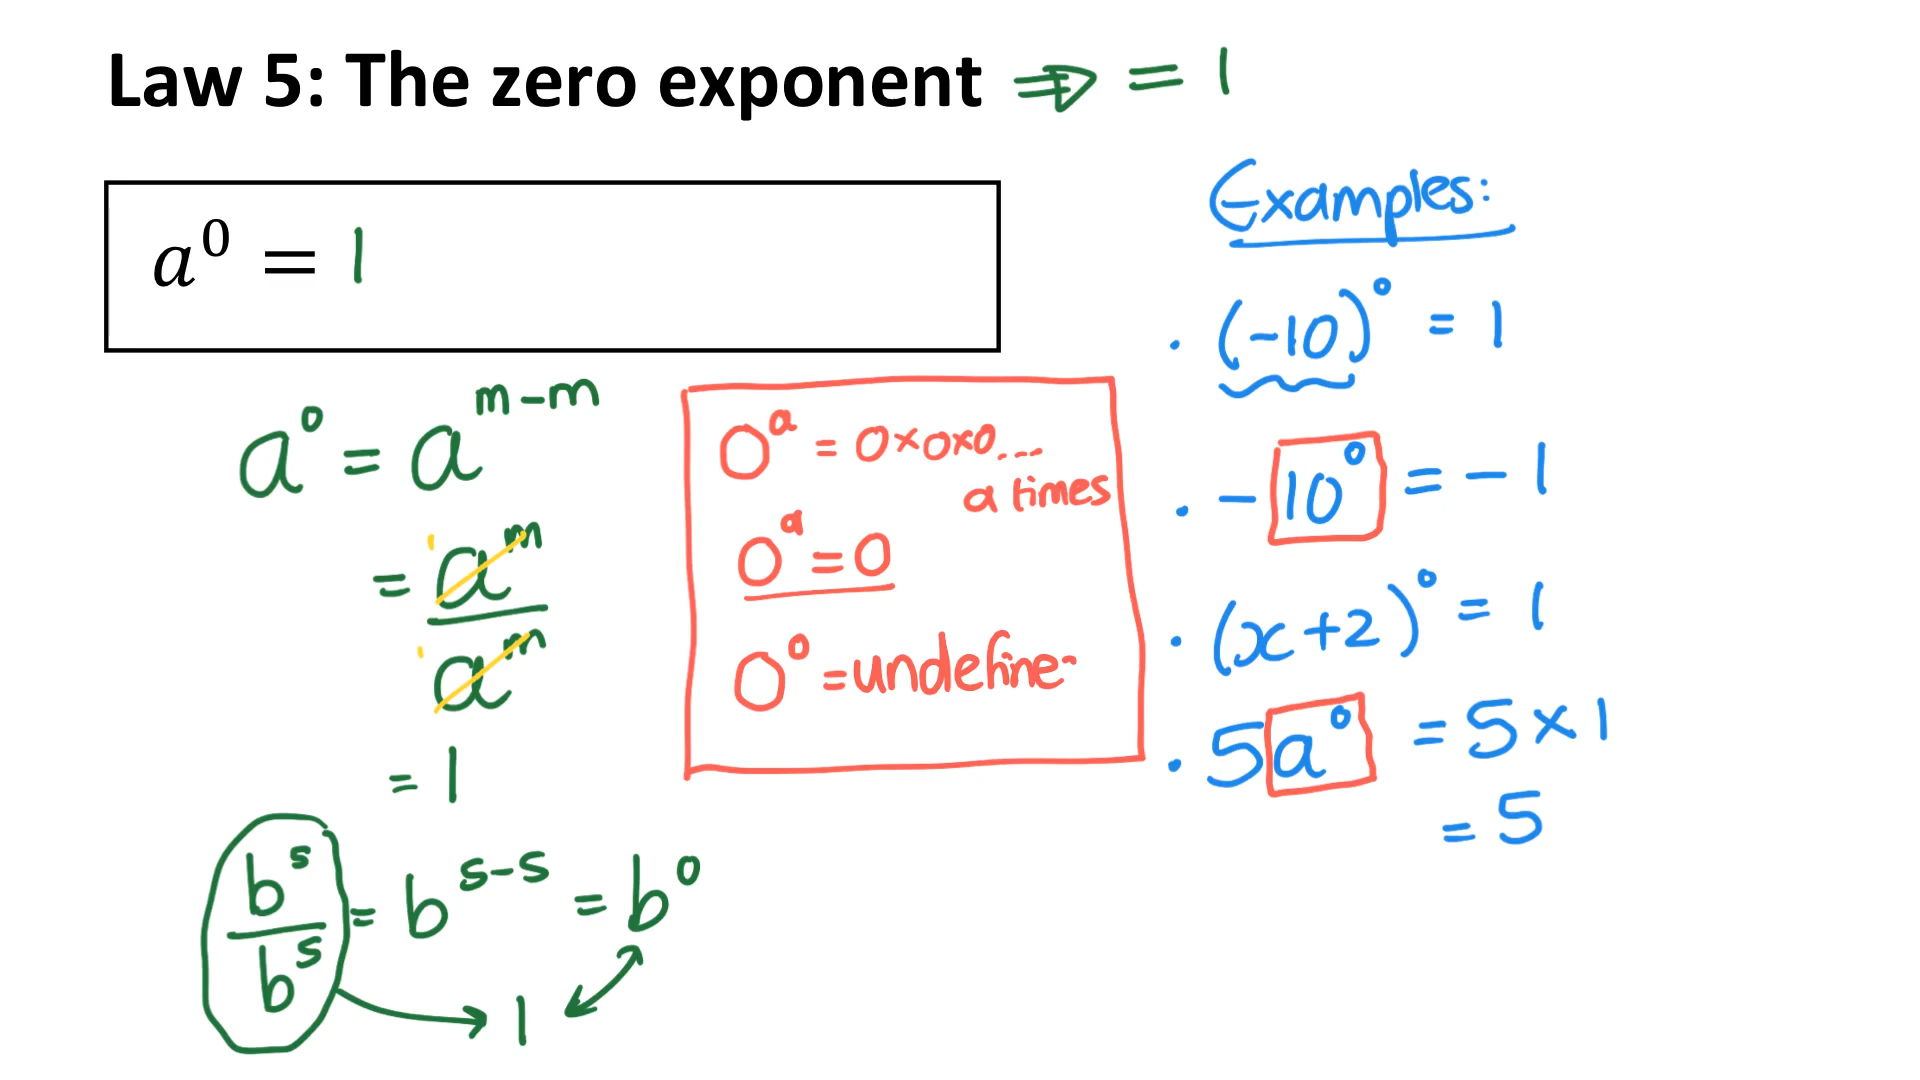 Law 5: The zero exponent ⇒ = 1
a⁰ = 1
a⁰ = a^(m-m)
= a^m / a^m
= 1
b^s / b^s = b^(s-s) = b⁰
1
0^a = 0×0×0...
a times
0^a = 0
0⁰ = undefine
Examples:
· (-10)⁰ = 1
· -10⁰ = -1
· (x+2)⁰ = 1
· 5a⁰ = 5 × 1
= 5